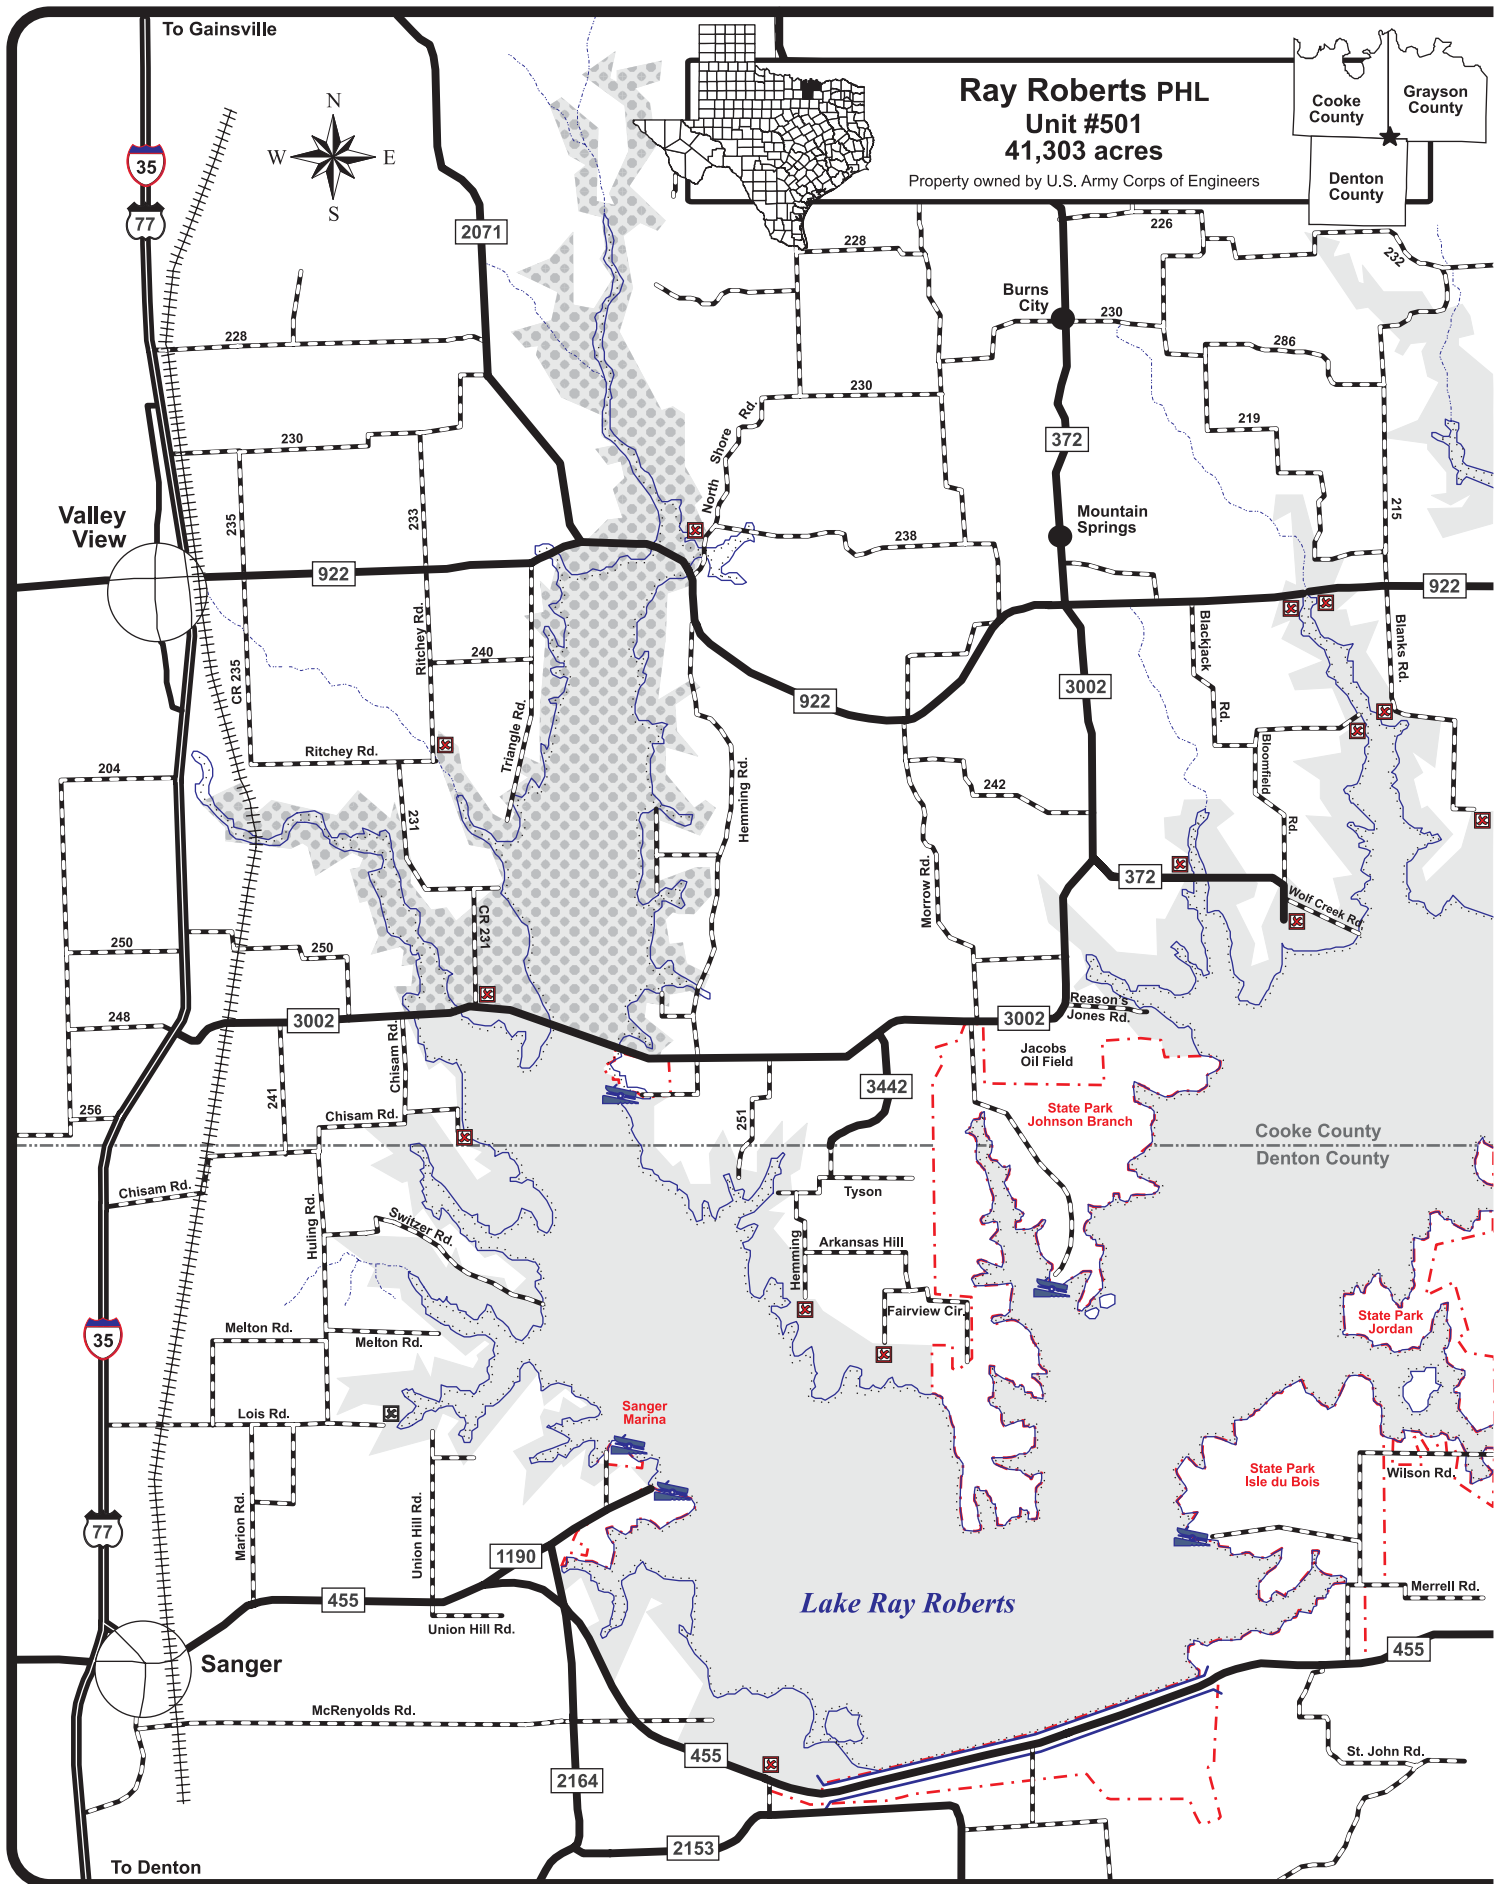 To Gainsville
Ray Roberts PHL
Unit #501
41,303 acres
Property owned by U.S. Army Corps of Engineers
Cooke
County
Grayson
County
Denton
County
N
W
E
S
35
77
2071
228
226
232
Burns
City
230
228
286
230
North Shore Rd.
372
219
230
Valley
View
235
233
Mountain
Springs
215
238
922
922
Ritchey Rd.
240
CR 235
Blackjack Rd.
Blanks Rd.
3002
922
Triangle Rd.
Ritchey Rd.
Hemming Rd.
Bloomfield Rd.
204
231
242
Morrow Rd.
372
Wolf Creek Rd
CR 231
250
250
248
3002
Reason's
Jones Rd.
3002
Chisam Rd.
Jacobs
Oil Field
241
256
Chisam Rd.
3442
251
State Park
Johnson Branch
Cooke County
Denton County
Chisam Rd.
Tyson
Huling Rd.
Switzer Rd.
Hemming
Arkansas Hill
Fairview Cir.
35
Melton Rd.
Melton Rd.
State Park
Jordan
Lois Rd.
Sanger
Marina
State Park
Isle du Bois
Wilson Rd.
Marion Rd.
Union Hill Rd.
77
1190
455
Merrell Rd.
Lake Ray Roberts
Union Hill Rd.
Sanger
455
McRenyolds Rd.
455
St. John Rd.
2164
2153
To Denton